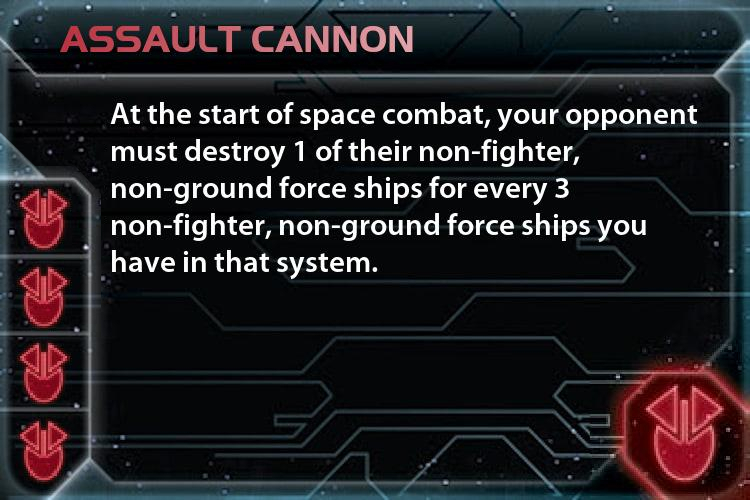 ASSAULT CANNON
At the start of space combat, your opponent
must destroy 1 of their non-fighter,
non-ground force ships for every 3
non-fighter, non-ground force ships you
have in that system.